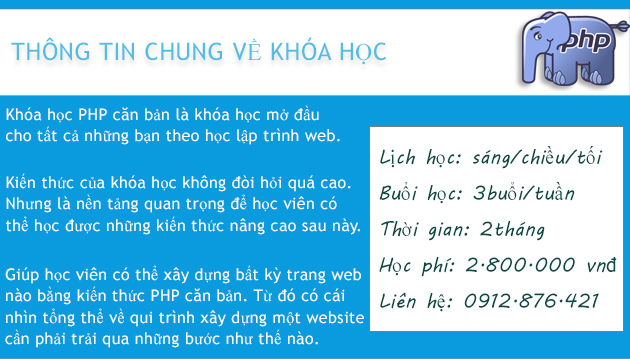 THÔNG TIN CHUNG VỀ KHÓA HỌC
php
Khóa học PHP căn bản là khóa học mở đầu
cho tất cả những bạn theo học lập trình web.
Kiến thức của khóa học không đòi hỏi quá cao.
Nhưng là nền tảng quan trọng để học viên có
thể học được những kiến thức nâng cao sau này.
Giúp học viên có thể xây dựng bất kỳ trang web
nào bằng kiến thức PHP căn bản. Từ đó có cái
nhìn tổng thể về qui trình xây dựng một website
cần phải trải qua những bước như thế nào.
Lịch học: sáng/chiều/tối
Buổi học: 3buổi/tuần
Thời gian: 2tháng
Học phí: 2.800.000 vnđ
Liên hệ: 0912.876.421